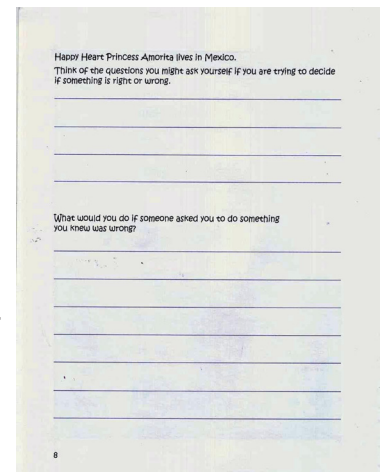 Happy Heart Princess Amorita lives in Mexico.
Think of the questions you might ask yourself if you are trying to decide
if something is right or wrong.
What would you do if someone asked you to do something
you knew was wrong?
8